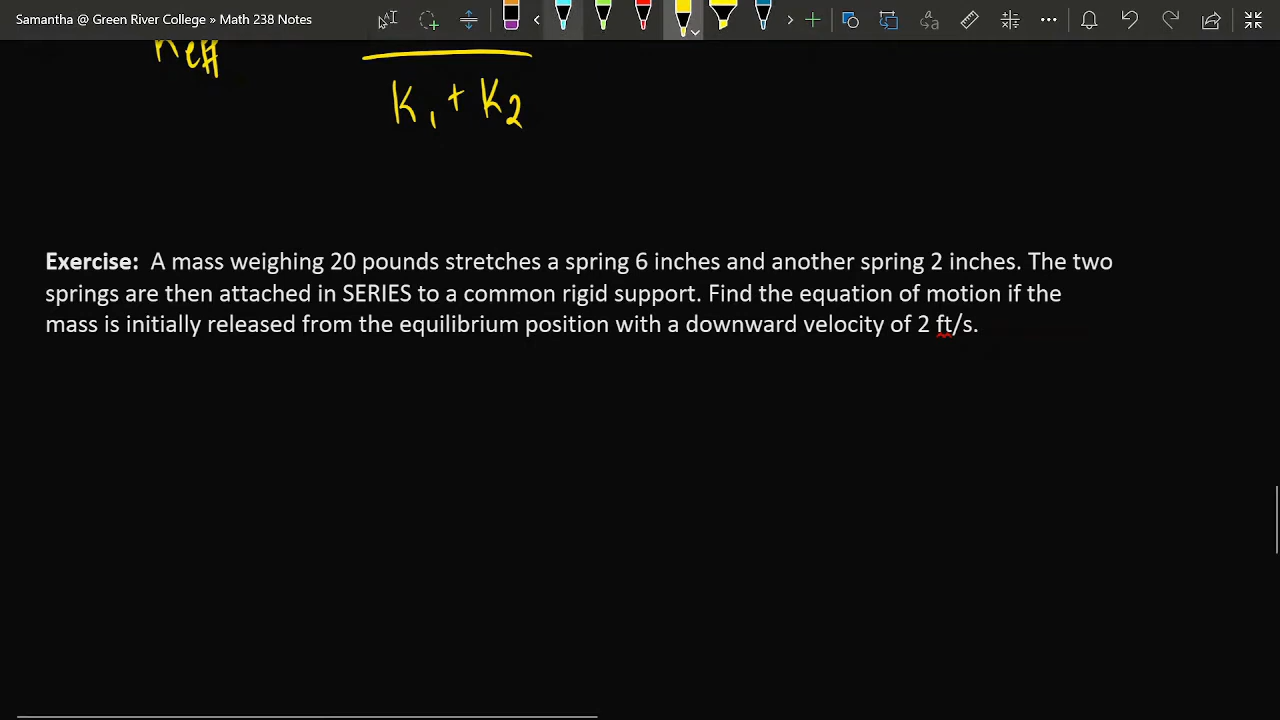 Samantha @ Green River College » Math 238 Notes
Keff
K₁ + K₂
Exercise: A mass weighing 20 pounds stretches a spring 6 inches and another spring 2 inches. The two
springs are then attached in SERIES to a common rigid support. Find the equation of motion if the
mass is initially released from the equilibrium position with a downward velocity of 2 ft/s.